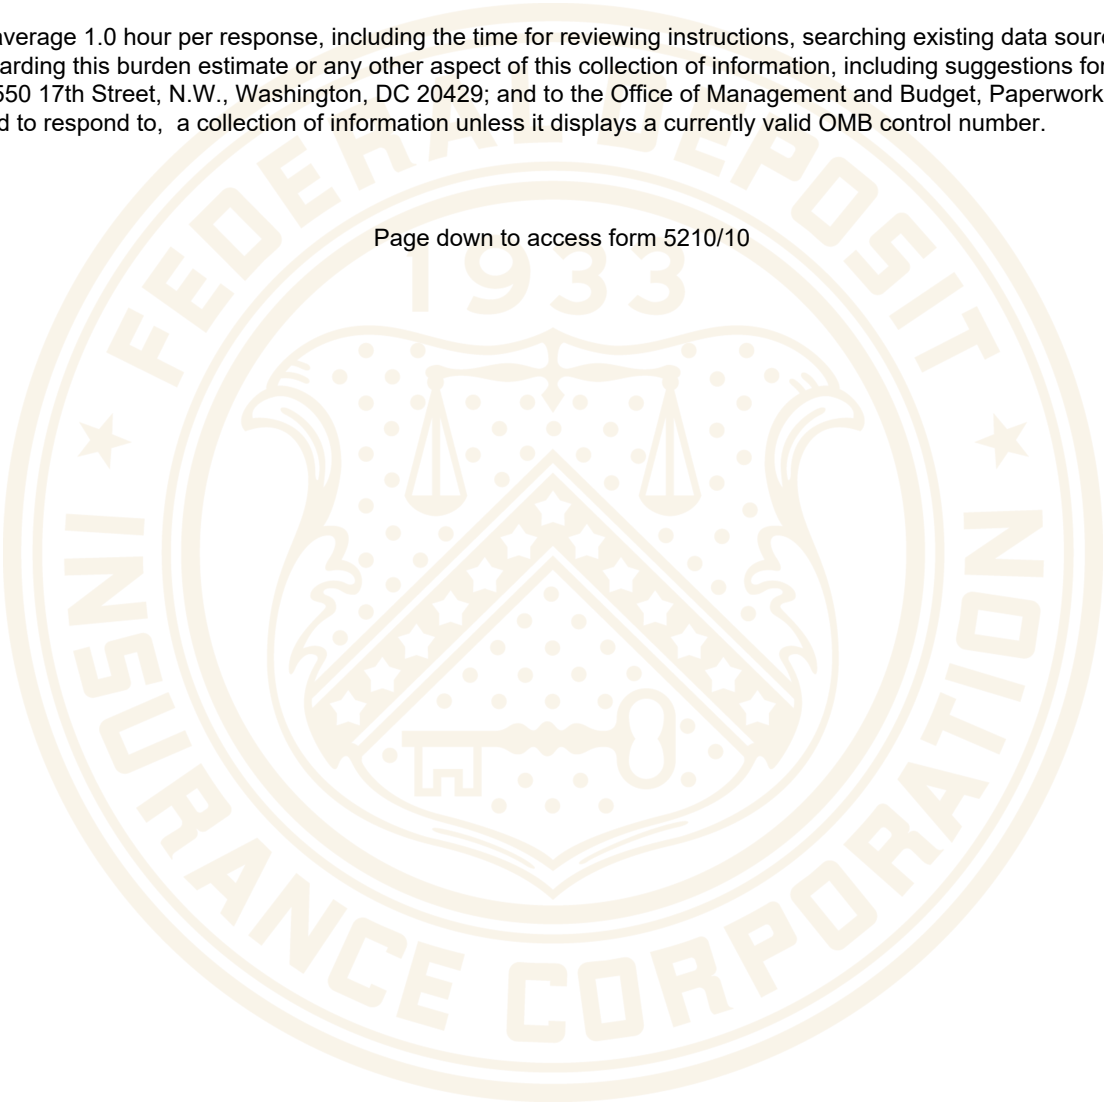 average 1.0 hour per response, including the time for reviewing instructions, searching existing data sour
arding this burden estimate or any other aspect of this collection of information, including suggestions for
550 17th Street, N.W., Washington, DC 20429; and to the Office of Management and Budget, Paperwork
d to respond to, a collection of information unless it displays a currently valid OMB control number.
Page down to access form 5210/10
FEDERAL DEPOSIT
1933
INSURANCE CORPORATION